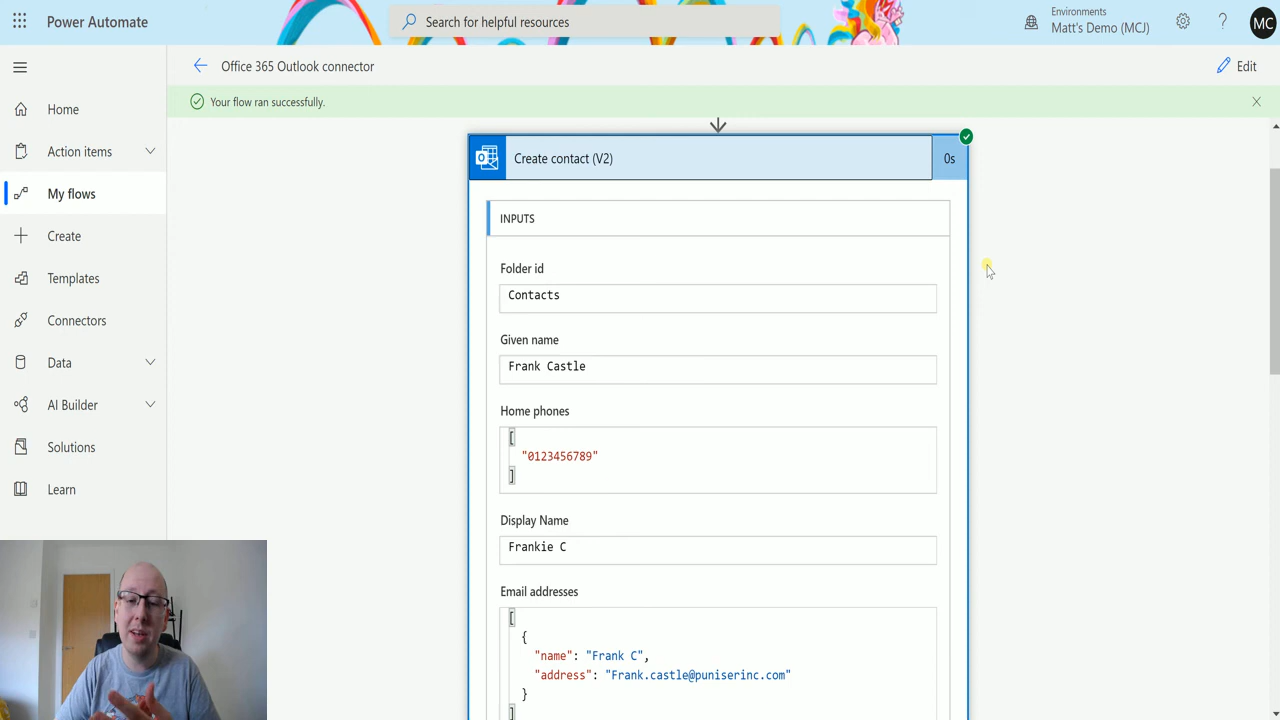 Power Automate
Search for helpful resources
Environments
Matt's Demo (MCJ)
MC
Office 365 Outlook connector
Edit
Your flow ran successfully.
Home
Action items
My flows
Create
Templates
Connectors
Data
AI Builder
Solutions
Learn
Create contact (V2)
0s
INPUTS
Folder id
Contacts
Given name
Frank Castle
Home phones
[
"0123456789"
]
Display Name
Frankie C
Email addresses
[
{
"name": "Frank C",
"address": "Frank.castle@puniserinc.com"
}
]